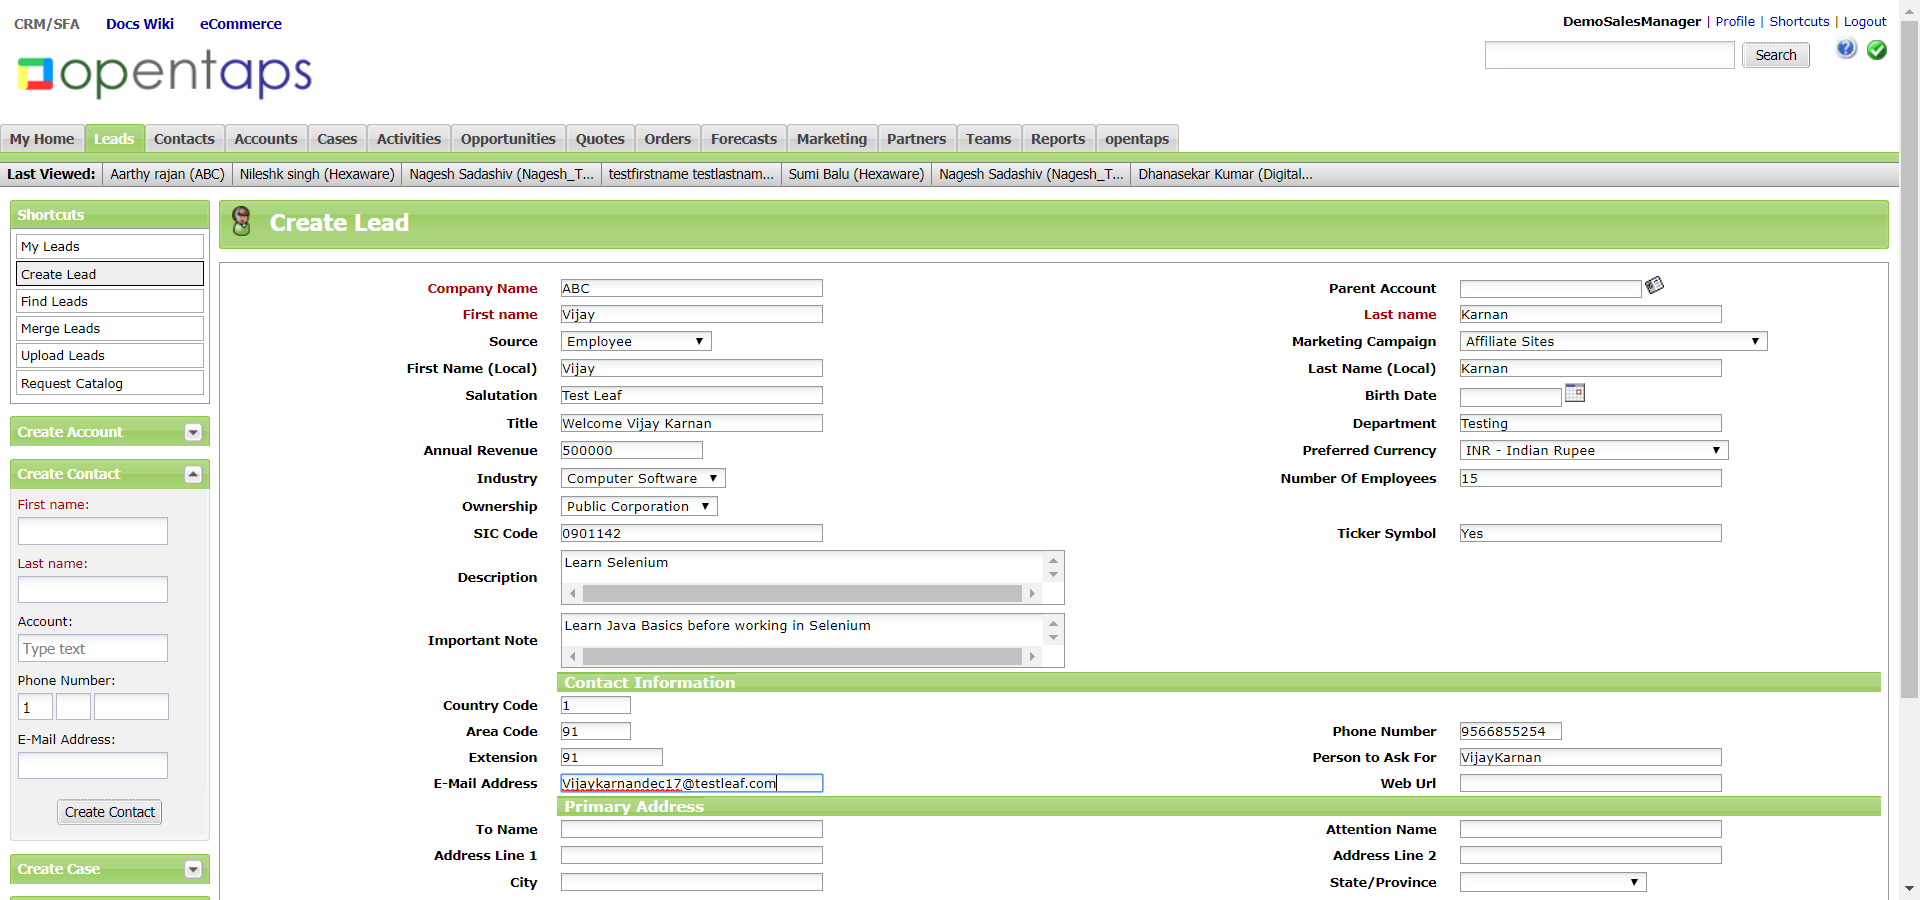 CRM/SFA Docs Wiki eCommerce
DemoSalesManager | Profile | Shortcuts | Logout
opentaps
Search
My Home Leads Contacts Accounts Cases Activities Opportunities Quotes Orders Forecasts Marketing Partners Teams Reports opentaps
Last Viewed: Aarthy rajan (ABC) Nileshk singh (Hexaware) Nagesh Sadashiv (Nagesh_T... testfirstname testlastnam... Sumi Balu (Hexaware) Nagesh Sadashiv (Nagesh_T... Dhanasekar Kumar (Digital...
Shortcuts
My Leads
Create Lead
Find Leads
Merge Leads
Upload Leads
Request Catalog
Create Account
Create Contact
First name:
Last name:
Account:
Type text
Phone Number:
1
E-Mail Address:
Create Contact
Create Case
Create Lead
Company Name ABC Parent Account
First name Vijay Last name Karnan
Source Employee Marketing Campaign Affiliate Sites
First Name (Local) Vijay Last Name (Local) Karnan
Salutation Test Leaf Birth Date
Title Welcome Vijay Karnan Department Testing
Annual Revenue 500000 Preferred Currency INR - Indian Rupee
Industry Computer Software Number Of Employees 15
Ownership Public Corporation
SIC Code 0901142 Ticker Symbol Yes
Description Learn Selenium
Important Note Learn Java Basics before working in Selenium
Contact Information
Country Code 1
Area Code 91 Phone Number 9566855254
Extension 91 Person to Ask For VijayKarnan
E-Mail Address Vijaykarnandec17@testleaf.com Web Url
Primary Address
To Name Attention Name
Address Line 1 Address Line 2
City State/Province